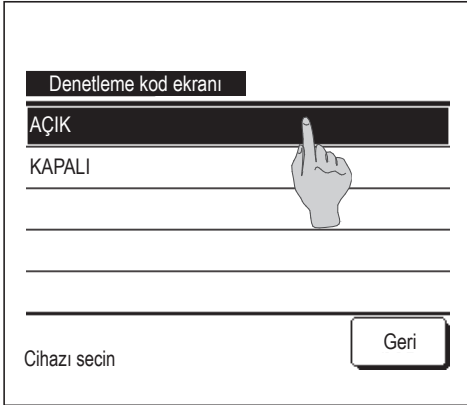 Denetleme kod ekranı
AÇIK
KAPALI
Geri
Cihazı secin